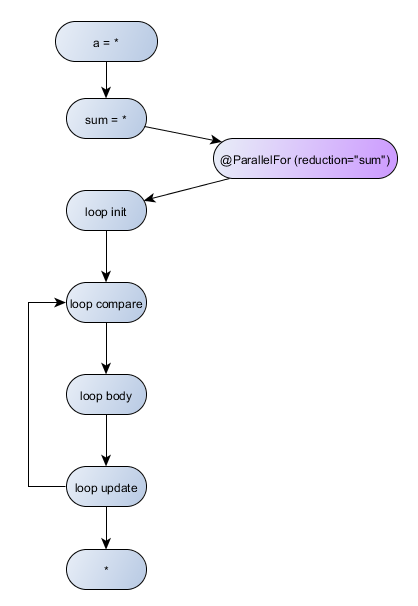 a = *
sum = *
@ParallelFor (reduction="sum")
loop init
loop compare
loop body
loop update
*